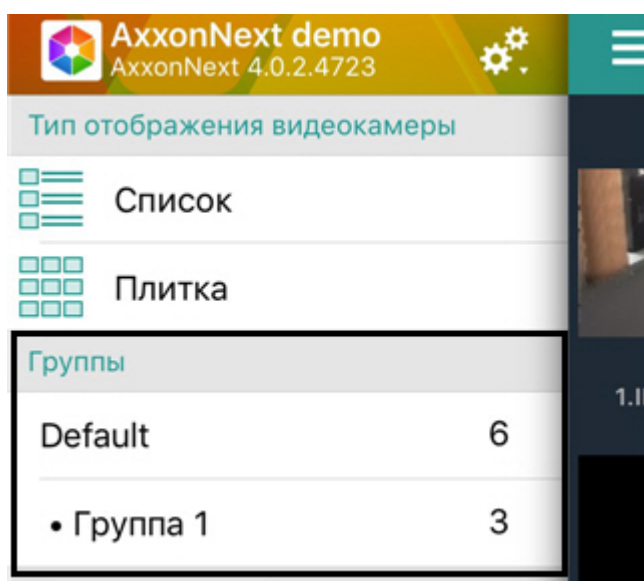 AxxonNext demo
AxxonNext 4.0.2.4723
Тип отображения видеокамеры
Список
Плитка
Группы
Default 6
• Группа 1 3